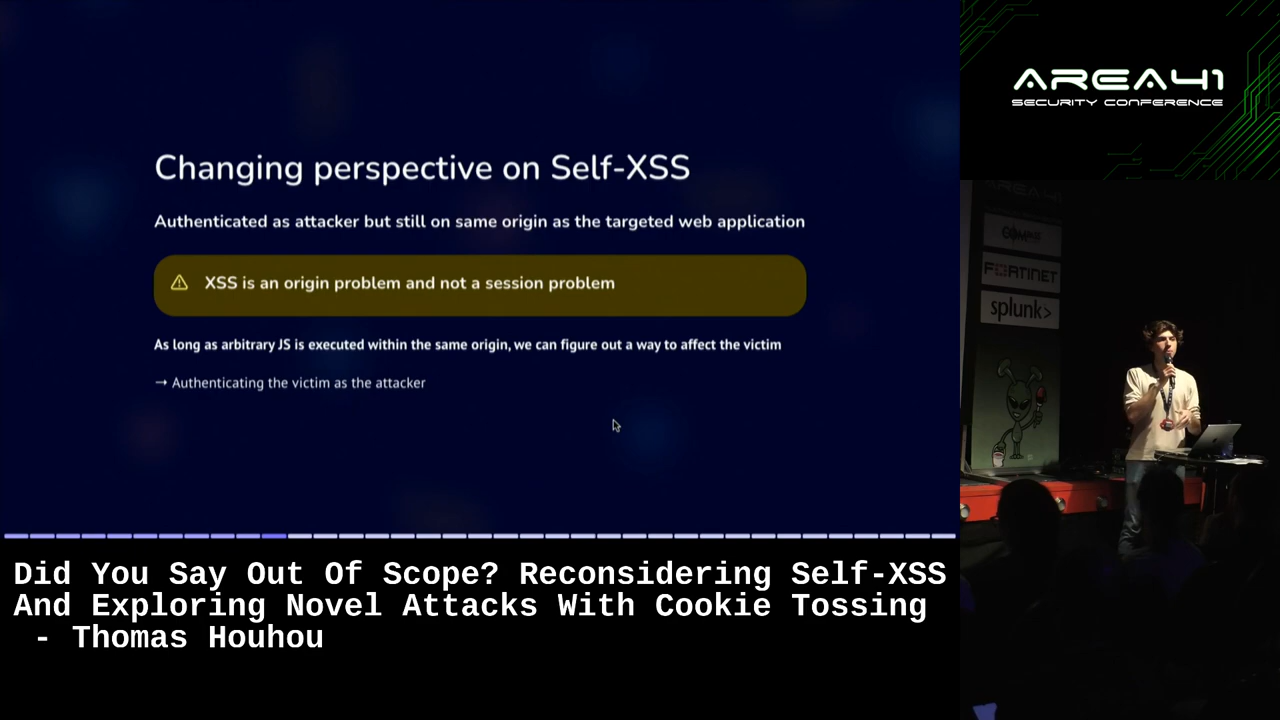 Changing perspective on Self-XSS
Authenticated as attacker but still on same origin as the targeted web application
XSS is an origin problem and not a session problem
As long as arbitrary JS is executed within the same origin, we can figure out a way to affect the victim
→ Authenticating the victim as the attacker
Did You Say Out Of Scope? Reconsidering Self-XSS
And Exploring Novel Attacks With Cookie Tossing
- Thomas Houhou
AREA41
SECURITY CONFERENCE
AREA41
FORTINET
splunk>